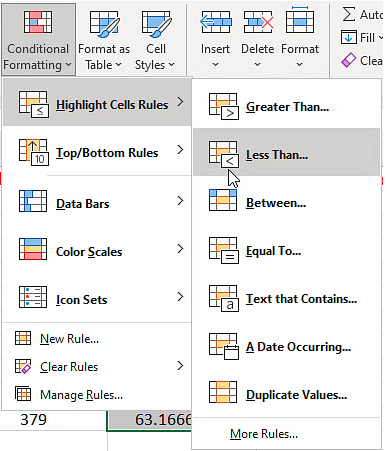 Conditional
Formatting
Format as
Table
Cell
Styles
Insert
Delete
Format
Fill
Highlight Cells Rules
Top/Bottom Rules
10
Data Bars
Color Scales
Icon Sets
New Rule...
Clear Rules
Manage Rules...
Greater Than...
Less Than...
Between...
Equal To...
Text that Contains...
a
A Date Occurring...
Duplicate Values...
More Rules...
379
63.1666